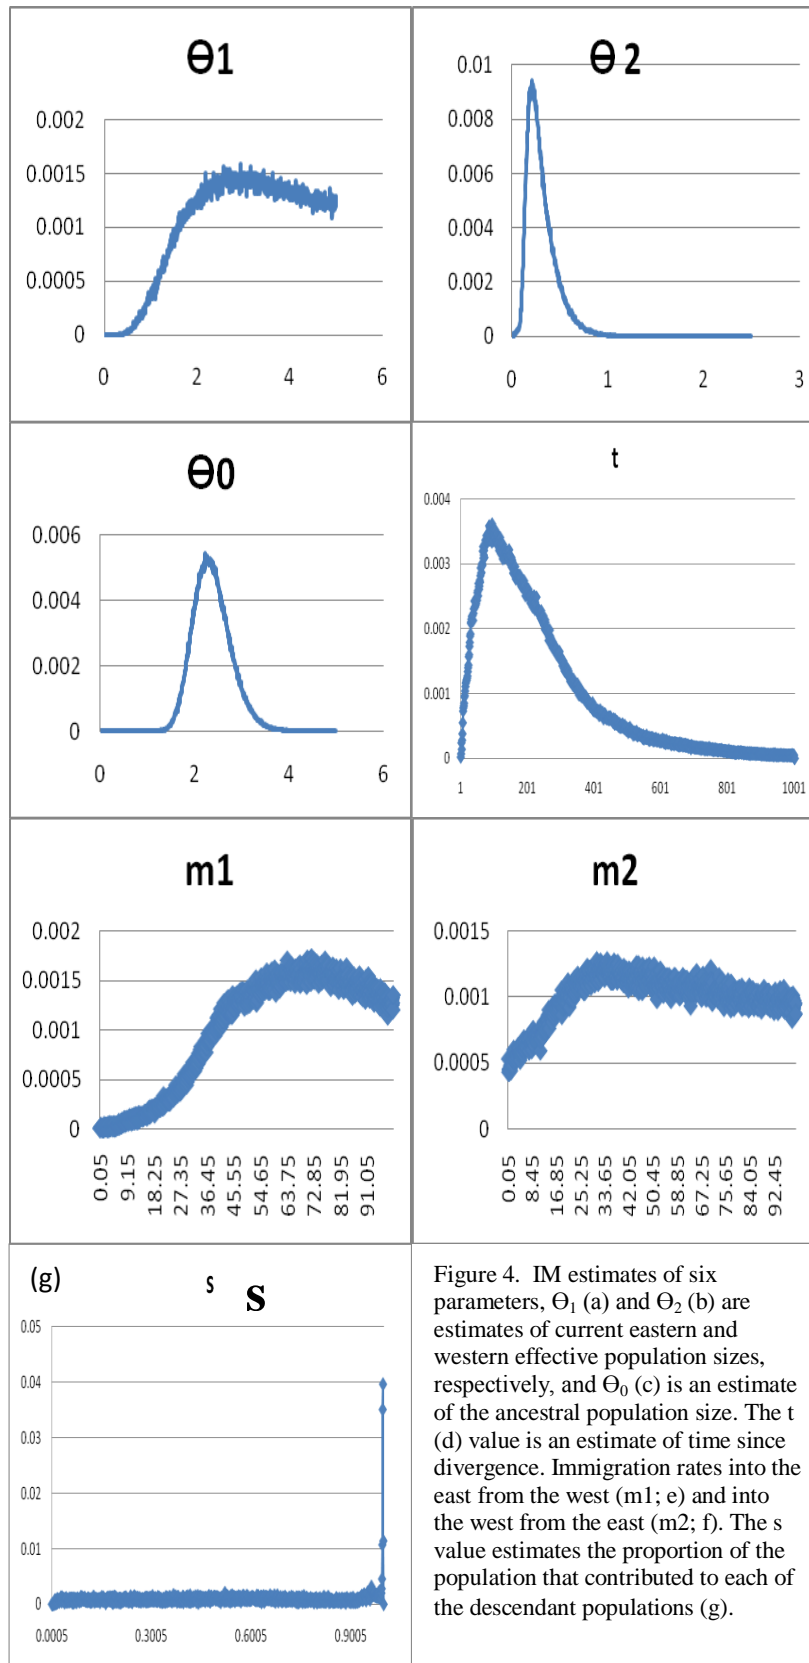 Ө1
0.002
0.0015
0.001
0.0005
0
0 2 4 6
Ө 2
0.01
0.008
0.006
0.004
0.002
0
0 1 2 3
Ө0
0.006
0.004
0.002
0
0 2 4 6
t
0.004
0.003
0.002
0.001
0
1 201 401 601 801 1001
m1
0.002
0.0015
0.001
0.0005
0
0.05 9.15 18.25 27.35 36.45 45.55 54.65 63.75 72.85 81.95 91.05
m2
0.0015
0.001
0.0005
0
0.05 8.45 16.85 25.25 33.65 42.05 50.45 58.85 67.25 75.65 84.05 92.45
(g) s S
0.05
0.04
0.03
0.02
0.01
0
0.0005 0.3005 0.6005 0.9005
Figure 4. IM estimates of six
parameters, Ө₁ (a) and Ө₂ (b) are
estimates of current eastern and
western effective population sizes,
respectively, and Ө₀ (c) is an estimate
of the ancestral population size. The t
(d) value is an estimate of time since
divergence. Immigration rates into the
east from the west (m1; e) and into
the west from the east (m2; f). The s
value estimates the proportion of the
population that contributed to each of
the descendant populations (g).